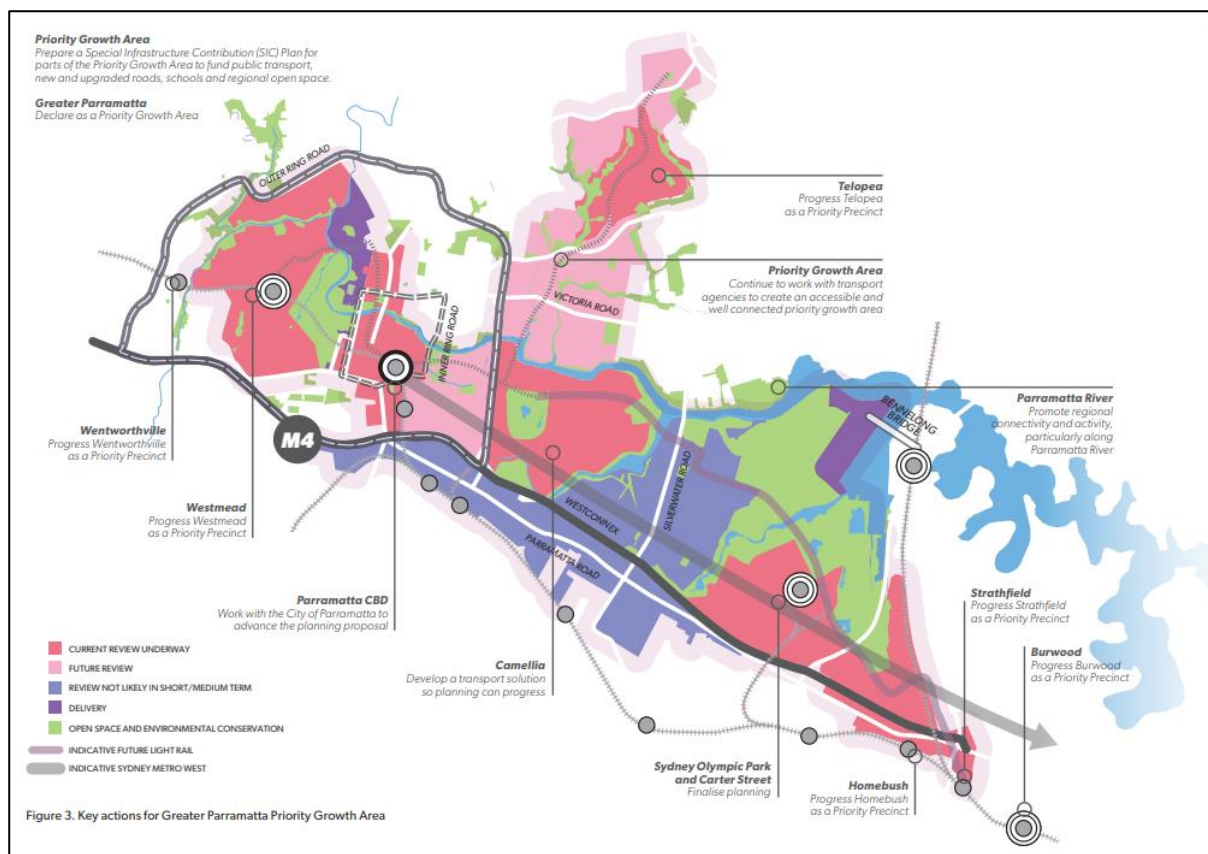 Priority Growth Area
Prepare a Special Infrastructure Contribution (SIC) Plan for
parts of the Priority Growth Area to fund public transport,
new and upgraded roads, schools and regional open space.
Greater Parramatta
Declare as a Priority Growth Area
OUTER RING ROAD
Telopea
Progress Telopea
as a Priority Precinct
Priority Growth Area
Continue to work with transport
agencies to create an accessible and
well connected priority growth area
VICTORIA ROAD
INNER RING ROAD
Parramatta River
Promote regional
connectivity and activity,
particularly along
Parramatta River
BENNELONG
BRIDGE
Wentworthville
Progress Wentworthville
as a Priority Precinct
M4
SILVERWATER ROAD
WESTCONNEX
PARRAMATTA ROAD
Westmead
Progress Westmead
as a Priority Precinct
Parramatta CBD
Work with the City of Parramatta to
advance the planning proposal
Strathfield
Progress Strathfield
as a Priority Precinct
Burwood
Progress Burwood
as a Priority Precinct
Camellia
Develop a transport solution
so planning can progress
CURRENT REVIEW UNDERWAY
FUTURE REVIEW
REVIEW NOT LIKELY IN SHORT/MEDIUM TERM
DELIVERY
OPEN SPACE AND ENVIRONMENTAL CONSERVATION
INDICATIVE FUTURE LIGHT RAIL
INDICATIVE SYDNEY METRO WEST
Sydney Olympic Park
and Carter Street
Finalise planning
Homebush
Progress Homebush
as a Priority Precinct
Figure 3. Key actions for Greater Parramatta Priority Growth Area